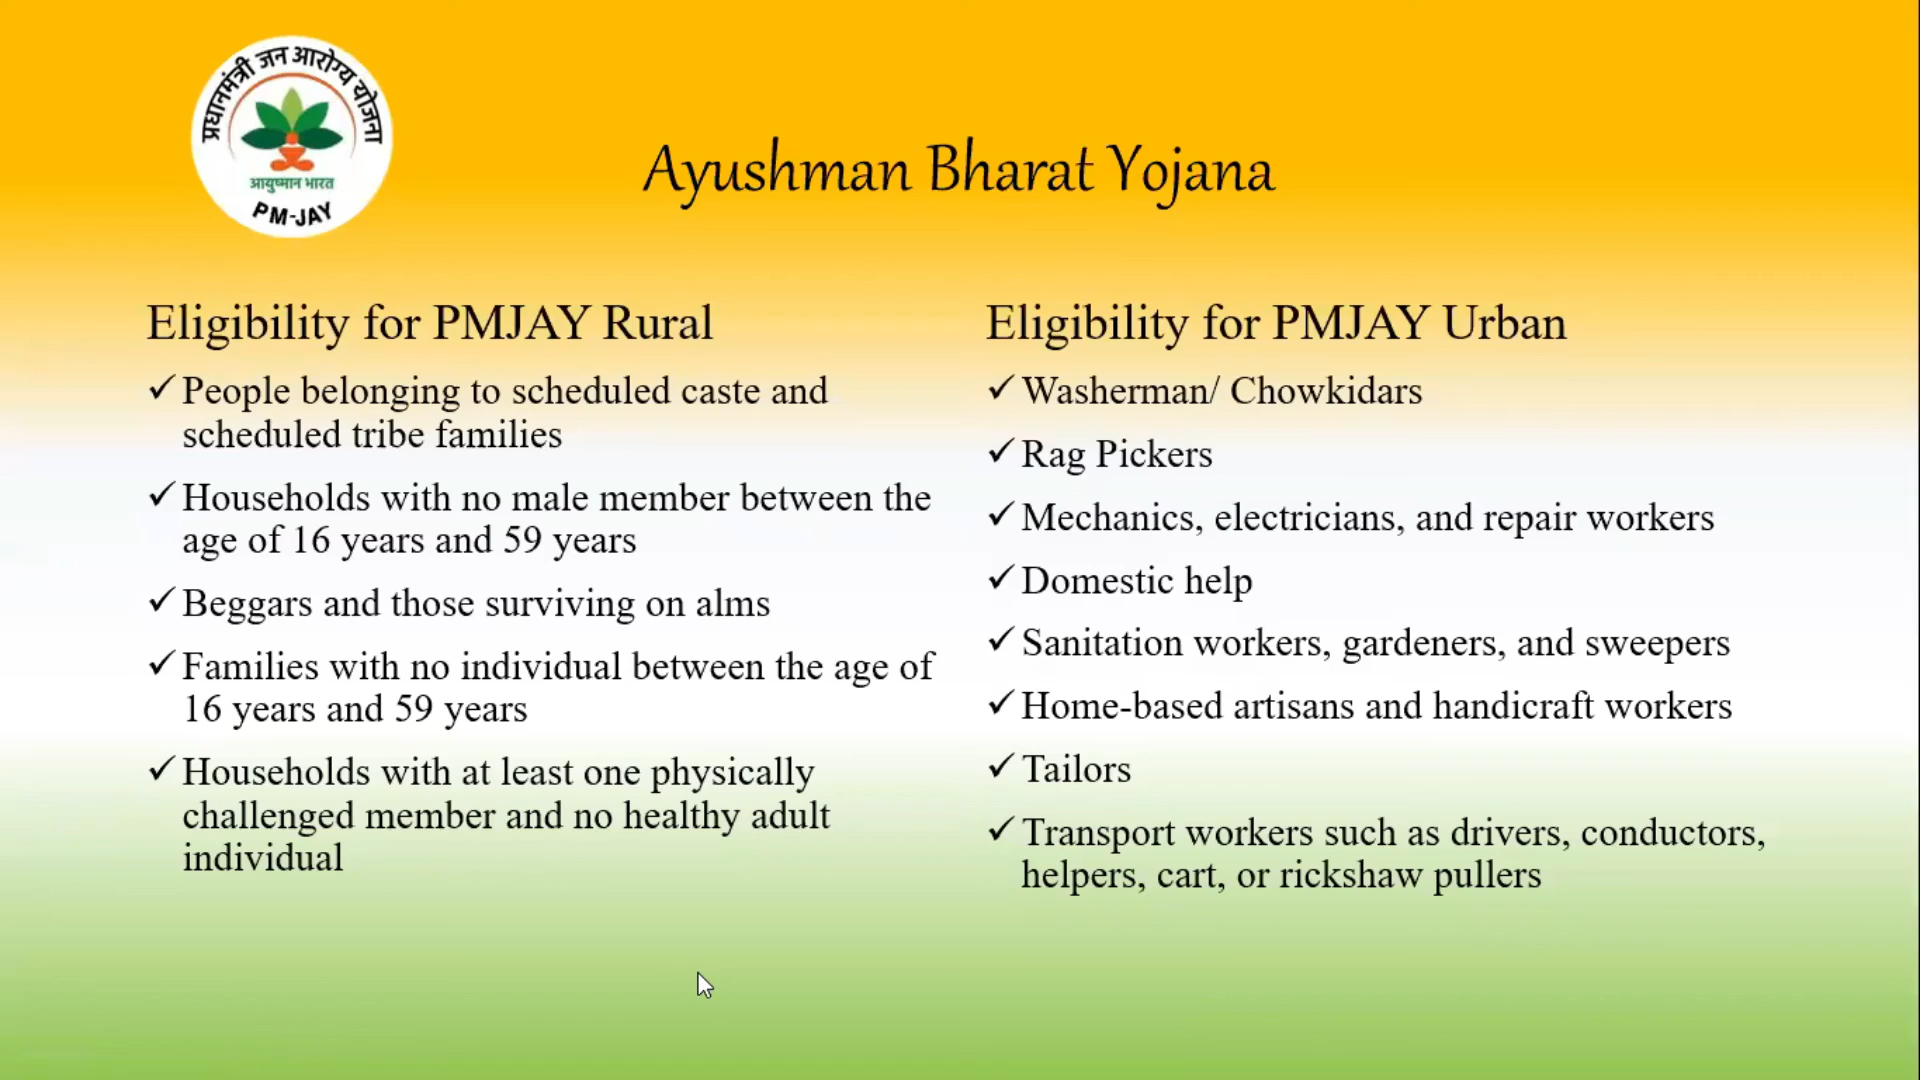 प्रधानमंत्री जन आरोग्य योजना
आयुष्मान भारत
PM-JAY
Ayushman Bharat Yojana
Eligibility for PMJAY Rural
✓ People belonging to scheduled caste and
scheduled tribe families
✓ Households with no male member between the
age of 16 years and 59 years
✓ Beggars and those surviving on alms
✓ Families with no individual between the age of
16 years and 59 years
✓ Households with at least one physically
challenged member and no healthy adult
individual
Eligibility for PMJAY Urban
✓ Washerman/ Chowkidars
✓ Rag Pickers
✓ Mechanics, electricians, and repair workers
✓ Domestic help
✓ Sanitation workers, gardeners, and sweepers
✓ Home-based artisans and handicraft workers
✓ Tailors
✓ Transport workers such as drivers, conductors,
helpers, cart, or rickshaw pullers